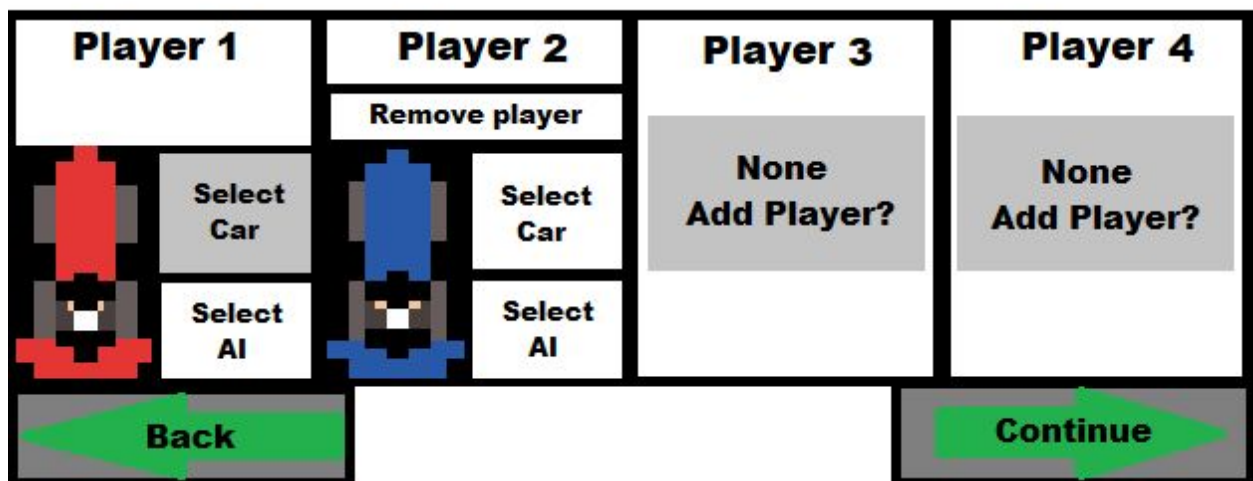 Player 1
Select
Car
Select
AI
Player 2
Remove player
Select
Car
Select
AI
Player 3
None
Add Player?
Player 4
None
Add Player?
Back
Continue